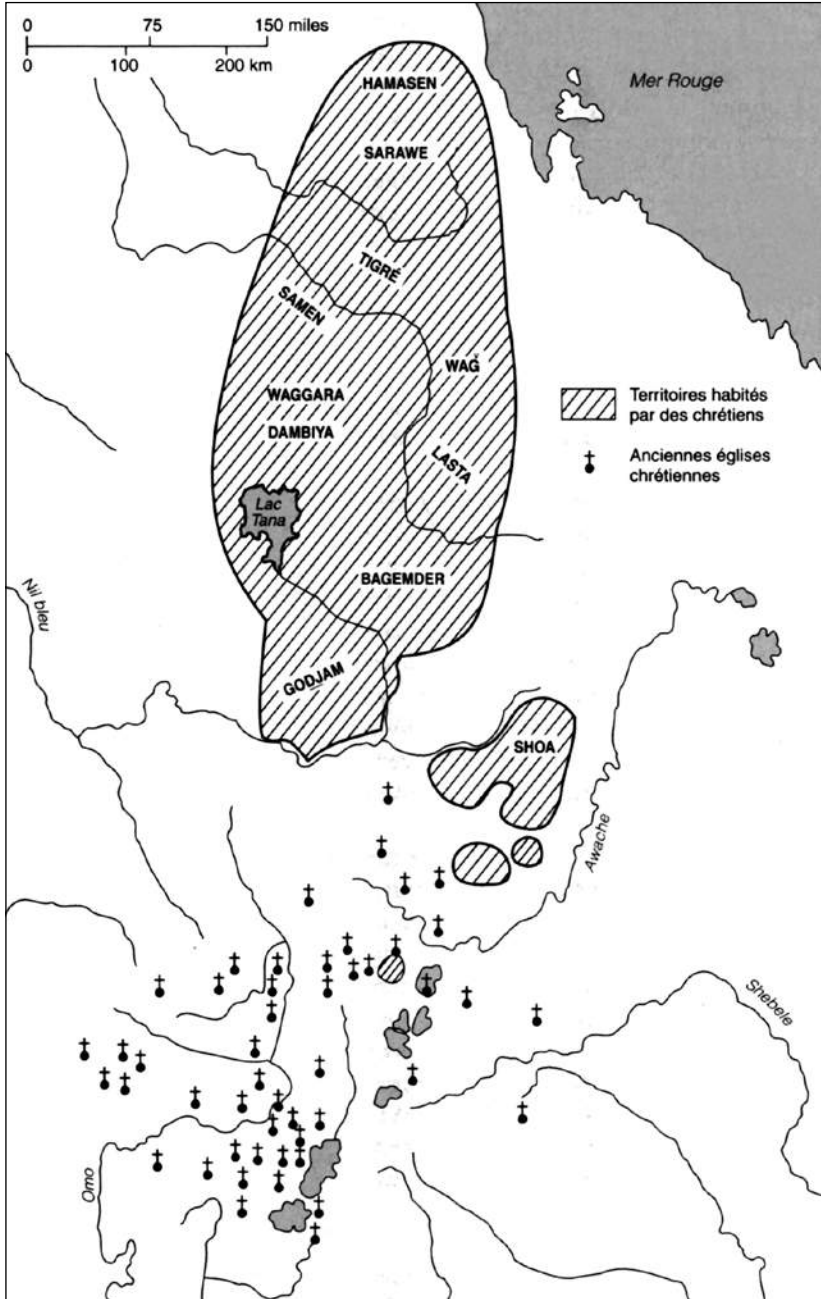 0 75 150 miles
0 100 200 km
Mer Rouge
HAMASEN
SARAWE
TIGRÉ
SAMEN
WAG
WAGGARA
DAMBIYA
LASTA
Territoires habités
par des chrétiens
Anciennes églises
chrétiennes
Lac
Tana
BAGEMDER
Nil bleu
GODJAM
SHOA
Awache
Shebele
Omo